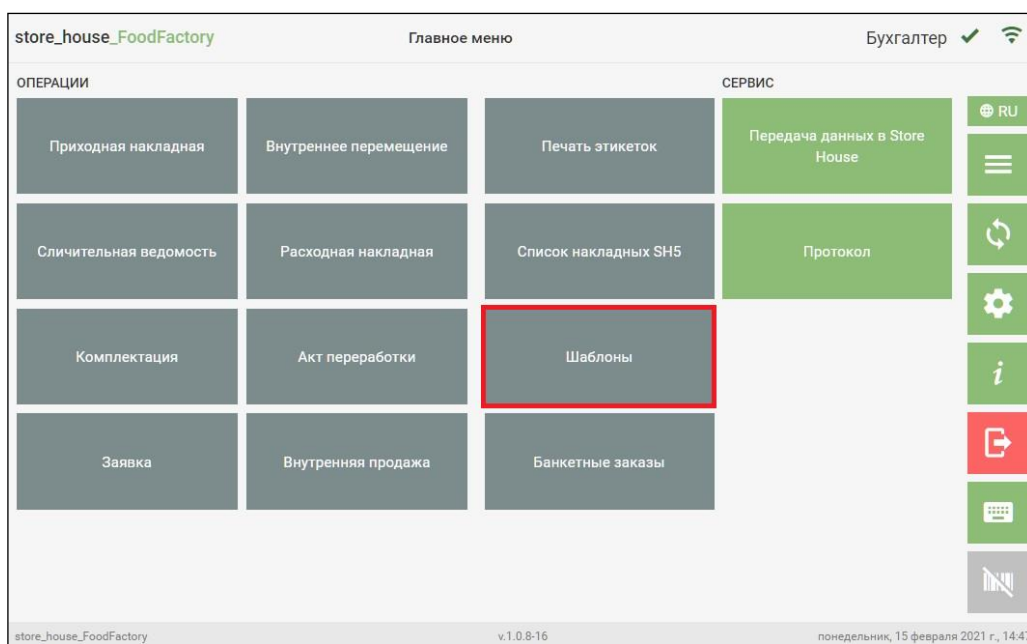 store_house_FoodFactory Главное меню Бухгалтер
ОПЕРАЦИИ СЕРВИС
RU
Приходная накладная Внутреннее перемещение Печать этикеток Передача данных в Store
House
Сличительная ведомость Расходная накладная Список накладных SH5 Протокол
Комплектация Акт переработки Шаблоны
i
Заявка Внутренняя продажа Банкетные заказы
store_house_FoodFactory v.1.0.8-16 понедельник, 15 февраля 2021 г., 14:4